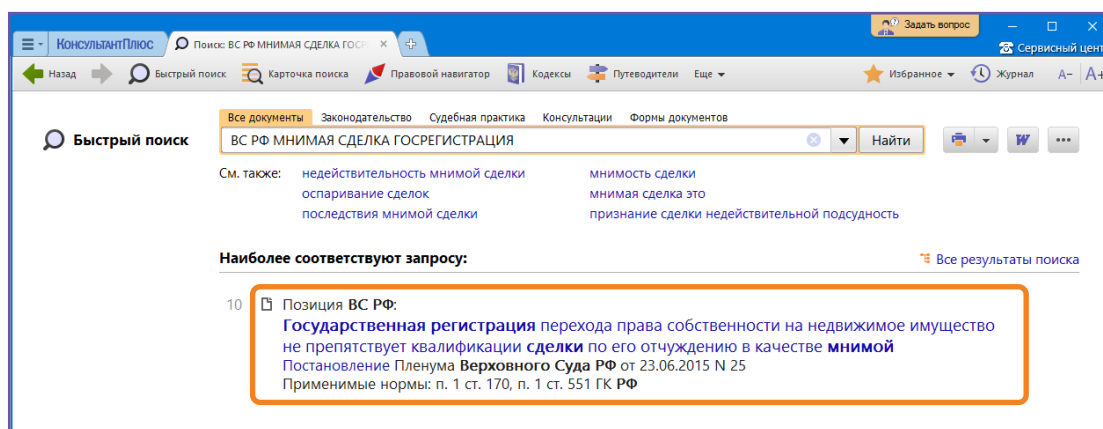 Задать вопрос
КонсультантПлюс
Поиск: ВС РФ МНИМАЯ СДЕЛКА ГОС
Сервисный цент
Назад Быстрый поиск Карточка поиска Правовой навигатор Кодексы Путеводители Еще Избранное Журнал A- A+
Все документы Законодательство Судебная практика Консультации Формы документов
Быстрый поиск
ВС РФ МНИМАЯ СДЕЛКА ГОСРЕГИСТРАЦИЯ
Найти
См. также: недействительность мнимой сделки мнимость сделки
оспаривание сделок мнимая сделка это
последствия мнимой сделки признание сделки недействительной подсудность
Наиболее соответствуют запросу: Все результаты поиска
10 Позиция ВС РФ:
Государственная регистрация перехода права собственности на недвижимое имущество
не препятствует квалификации сделки по его отчуждению в качестве мнимой
Постановление Пленума Верховного Суда РФ от 23.06.2015 N 25
Применимые нормы: п. 1 ст. 170, п. 1 ст. 551 ГК РФ